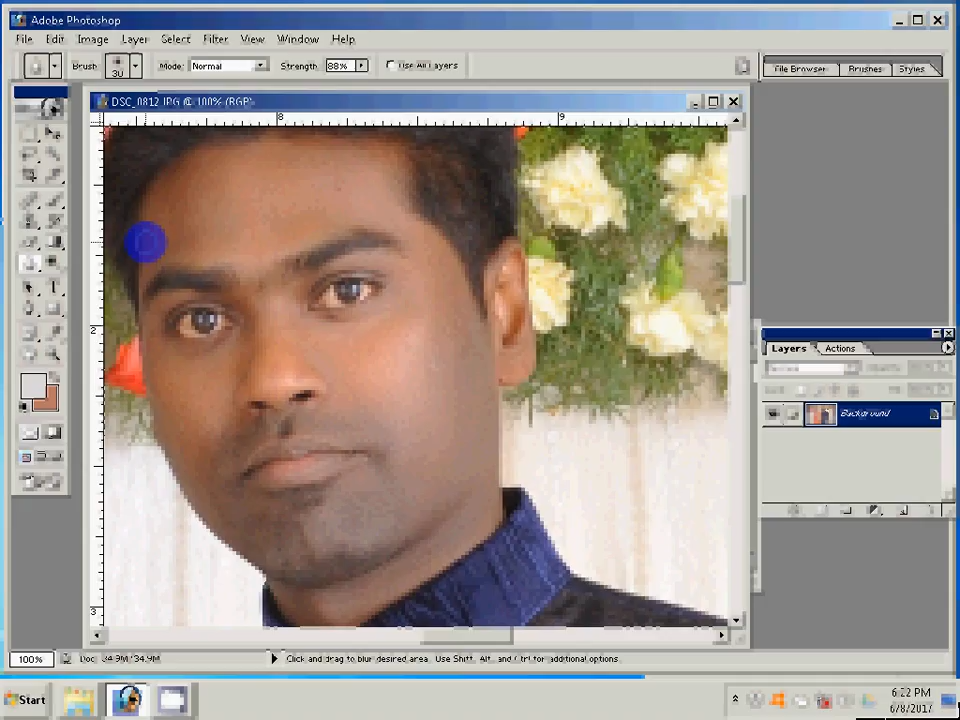 Adobe Photoshop
File Edit Image Layer Select Filter View Window Help
Brush 30 Mode: Normal Strength: 88% Use All Layers
File Browser Brushes Styles
DSC_0812.JPG @ 100% (RGB)
8 9
2
3
Layers Actions
Background
100% Doc: 34.9M/34.9M Click and drag to blur desired area. Use Shift, Alt, and Ctrl for additional options.
Start
6:22 PM
6/8/2017